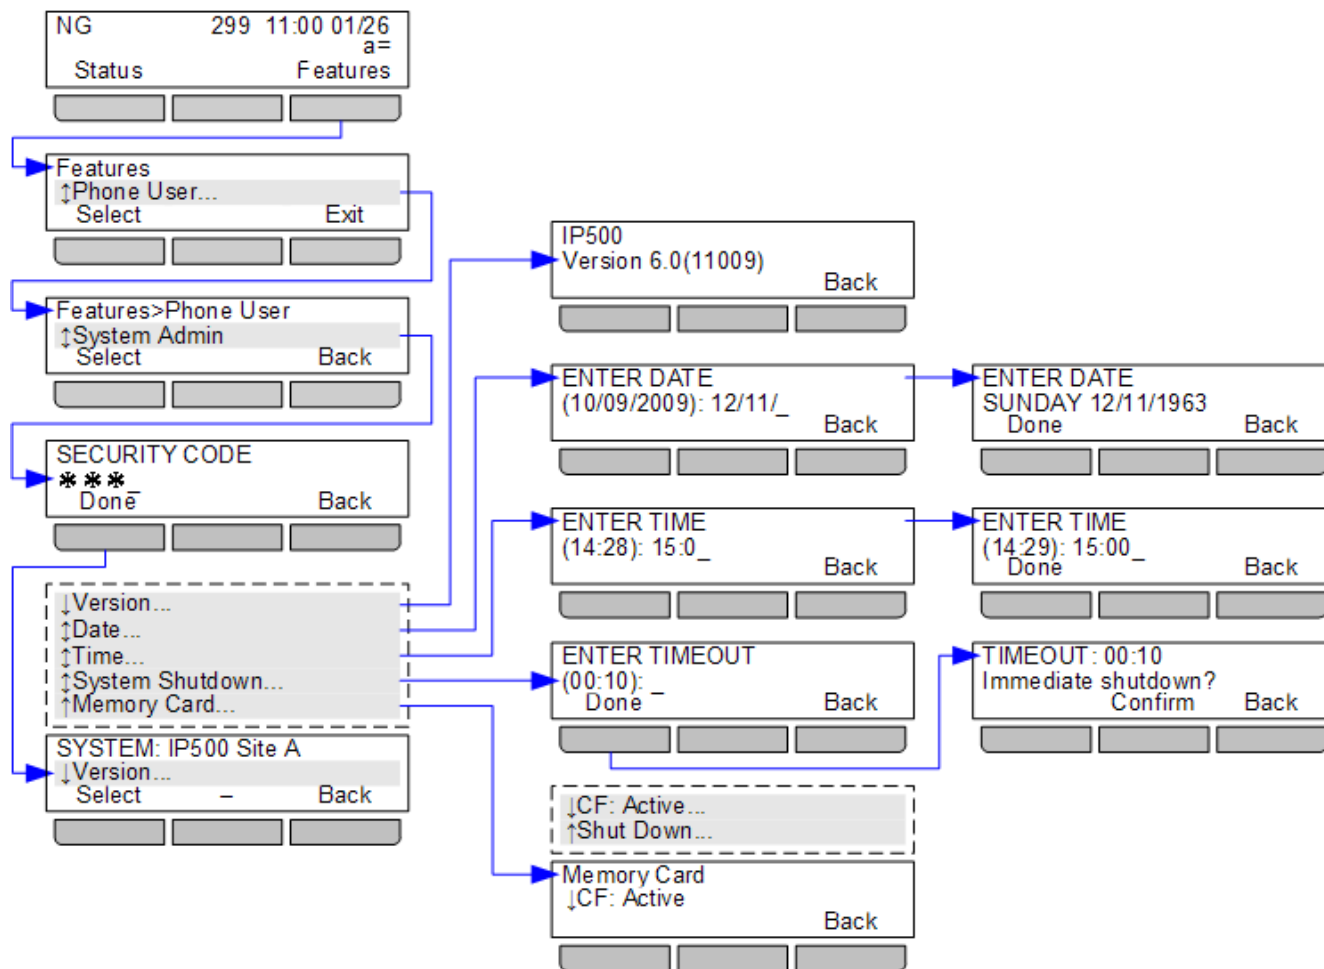 NG 299 11:00 01/26
a=
Status Features
Features
↕Phone User...
Select Exit
Features>Phone User
↕System Admin
Select Back
SECURITY CODE
***_
Done Back
↓Version...
↕Date...
↕Time...
↕System Shutdown...
↑Memory Card...
SYSTEM: IP500 Site A
↓Version...
Select – Back
IP500
Version 6.0(11009)
Back
ENTER DATE
(10/09/2009): 12/11/_
Back
ENTER DATE
SUNDAY 12/11/1963
Done Back
ENTER TIME
(14:28): 15:0_
Back
ENTER TIME
(14:29): 15:00_
Done Back
ENTER TIMEOUT
(00:10): _
Done Back
TIMEOUT: 00:10
Immediate shutdown?
Confirm Back
↓CF: Active...
↑Shut Down...
Memory Card
↓CF: Active
Back